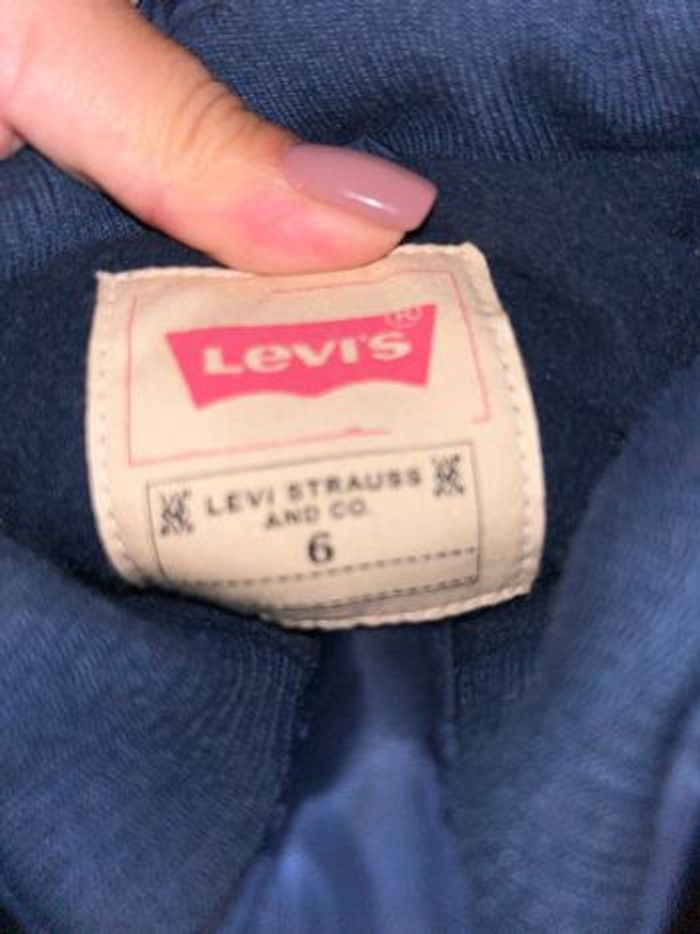 Levi's®
LEVI STRAUSS
AND CO.
6